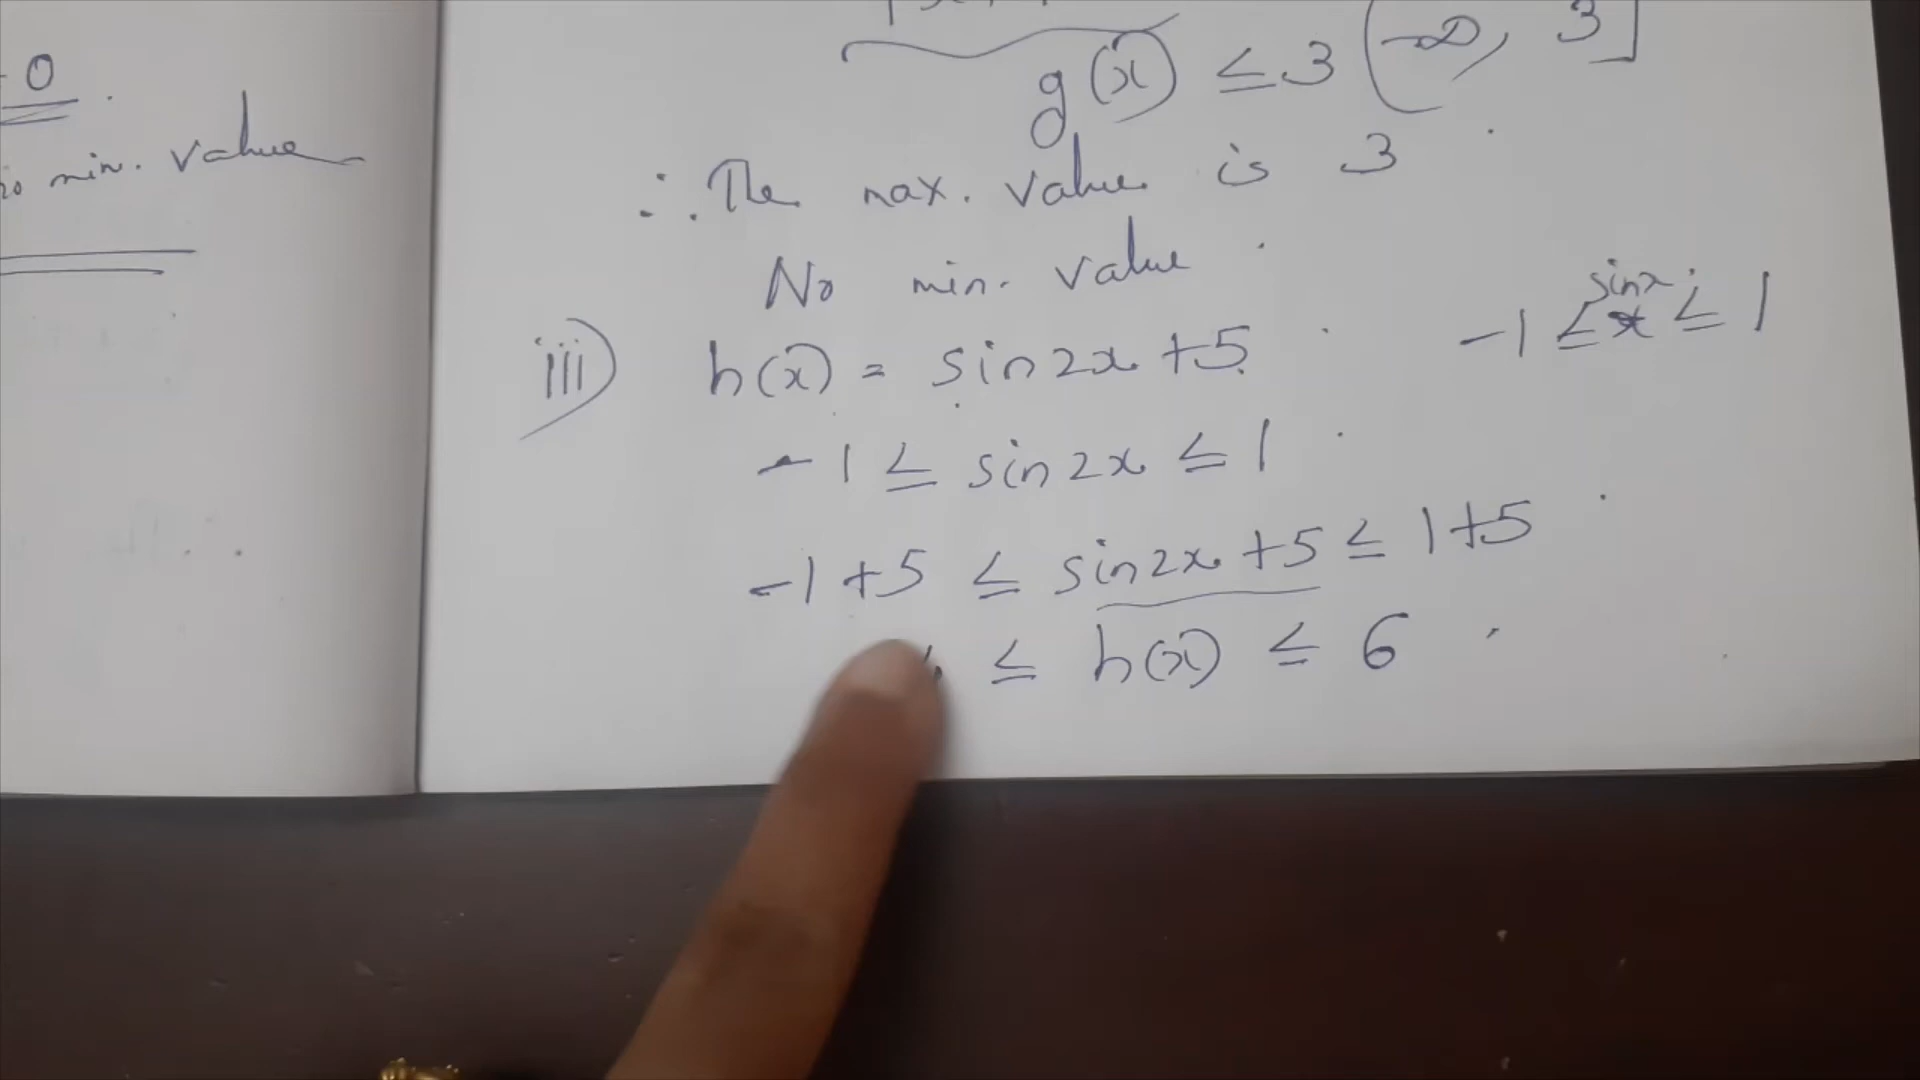 0
min. value
g(x) ≤ 3 (-∞, 3]
∴ The max. value is 3
No min. value
-1 ≤ sinx ≤ 1
iii) h(x) = sin2x + 5
-1 ≤ sin2x ≤ 1
-1 + 5 ≤ sin2x + 5 ≤ 1 + 5
≤ h(x) ≤ 6